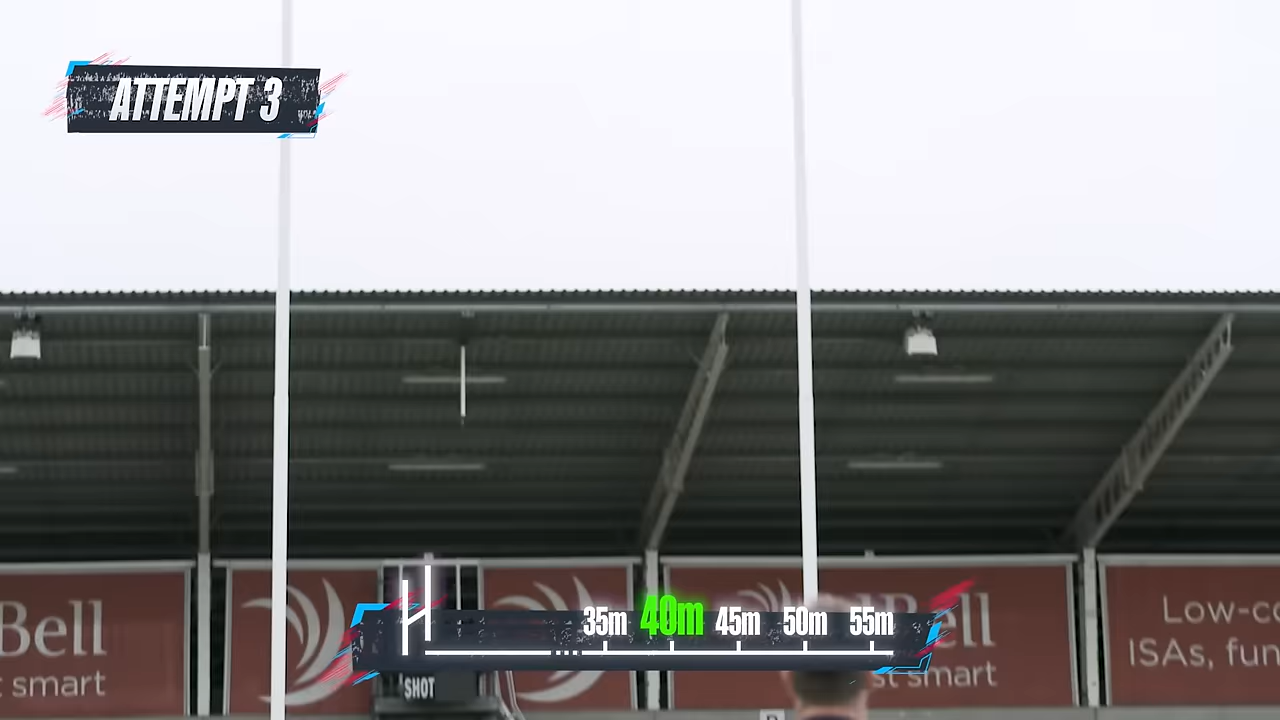 ATTEMPT 3
35m 40m 45m 50m 55m
SHOT
Bell
st smart
Bell
st smart
Low-co
ISAs, fun